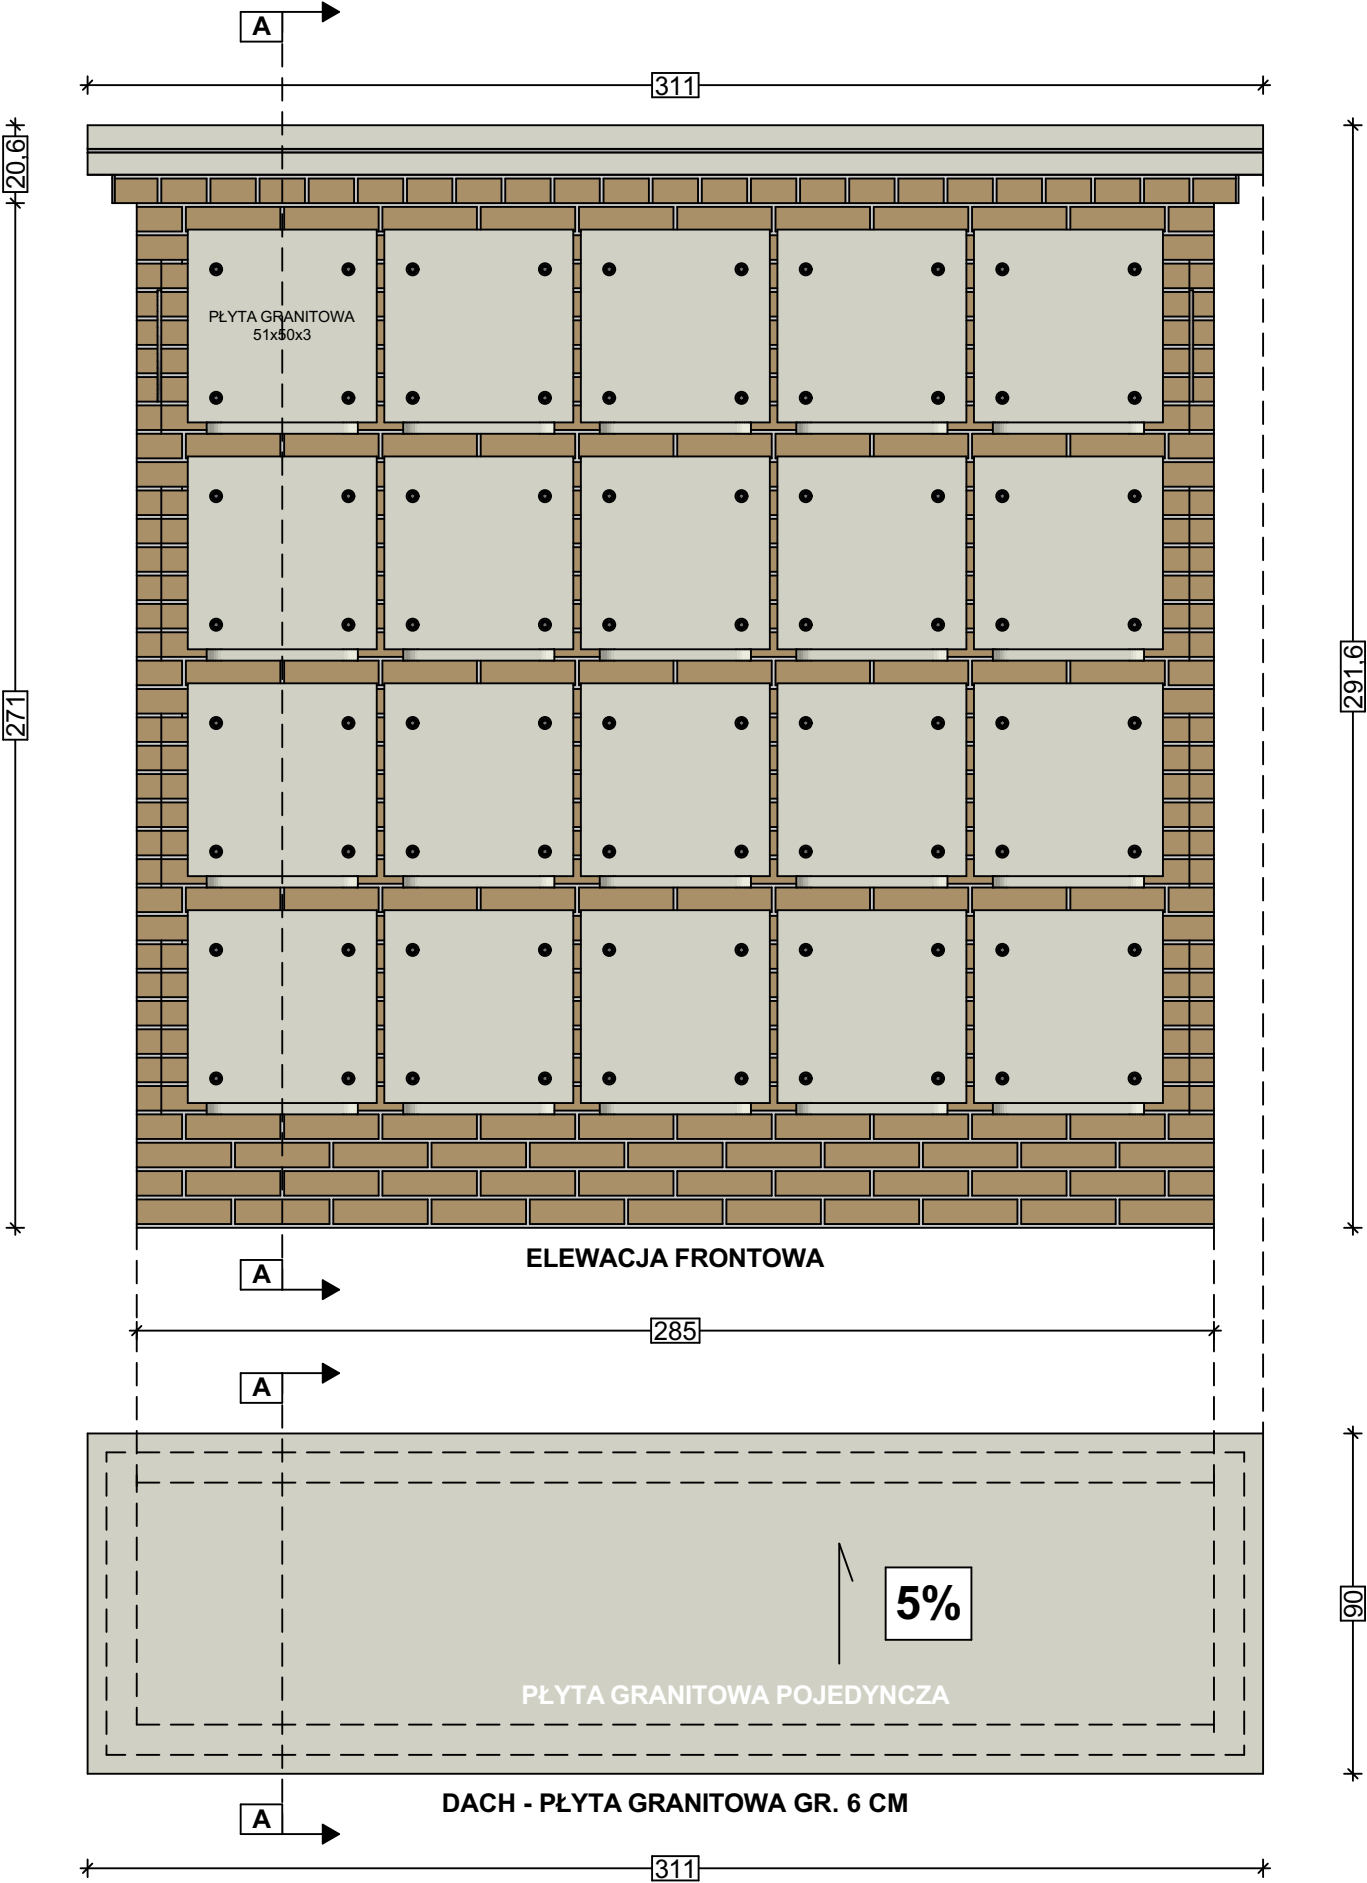 A
311
20,6
PŁYTA GRANITOWA
51x50x3
271
291,6
A
ELEWACJA FRONTOWA
285
A
5%
90
PŁYTA GRANITOWA POJEDYNCZA
DACH - PŁYTA GRANITOWA GR. 6 CM
A
311